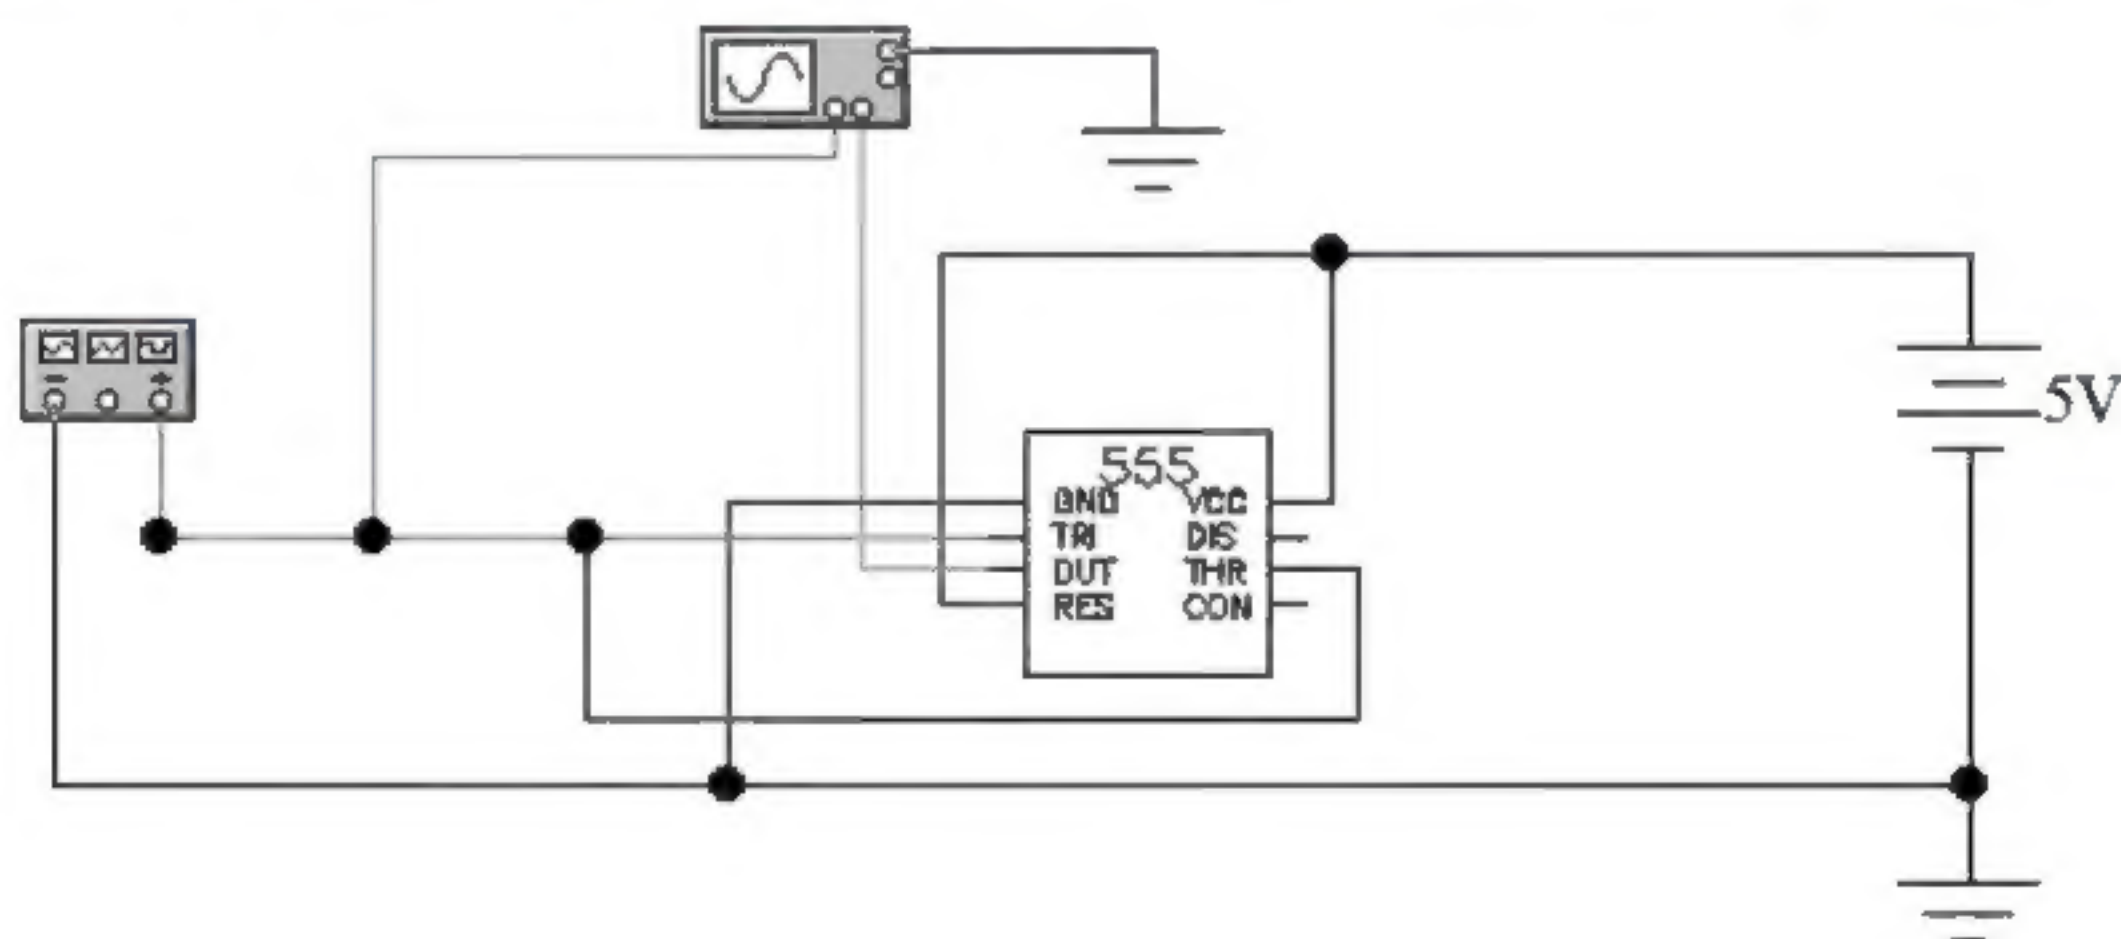 5V
555
GND VCC
TRI DIS
OUT THR
RES CON